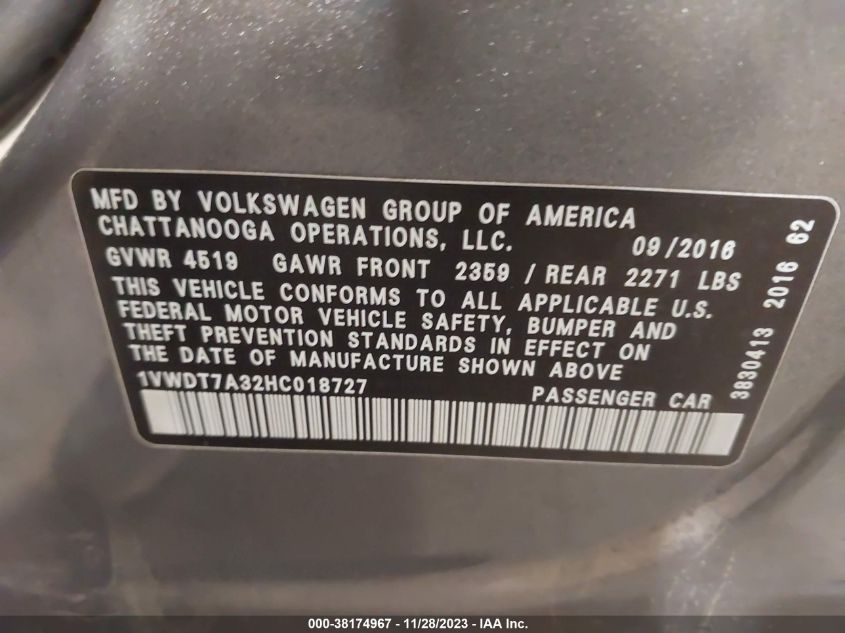 MFD BY VOLKSWAGEN GROUP OF AMERICA
CHATTANOOGA OPERATIONS, LLC. 09/2016
GVWR 4519 GAWR FRONT 2359 / REAR 2271 LBS
THIS VEHICLE CONFORMS TO ALL APPLICABLE U.S.
FEDERAL MOTOR VEHICLE SAFETY, BUMPER AND
THEFT PREVENTION STANDARDS IN EFFECT ON
THE DATE OF MANUFACTURE SHOWN ABOVE
1VWDT7A32HC018727 PASSENGER CAR
3830413 2016 62
000-38174967 - 11/28/2023 - IAA Inc.